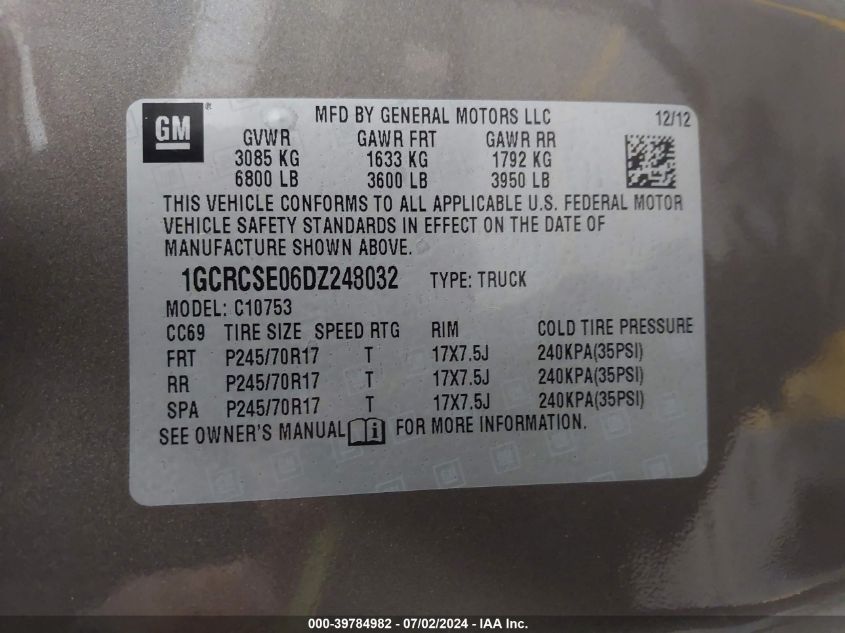 GM ®
MFD BY GENERAL MOTORS LLC 12/12
GVWR GAWR FRT GAWR RR
3085 KG 1633 KG 1792 KG
6800 LB 3600 LB 3950 LB
THIS VEHICLE CONFORMS TO ALL APPLICABLE U.S. FEDERAL MOTOR
VEHICLE SAFETY STANDARDS IN EFFECT ON THE DATE OF
MANUFACTURE SHOWN ABOVE.
1GCRCSE06DZ248032 TYPE: TRUCK
MODEL: C10753
CC69 TIRE SIZE SPEED RTG RIM COLD TIRE PRESSURE
FRT P245/70R17 T 17X7.5J 240KPA(35PSI)
RR P245/70R17 T 17X7.5J 240KPA(35PSI)
SPA P245/70R17 T 17X7.5J 240KPA(35PSI)
SEE OWNER'S MANUAL i FOR MORE INFORMATION.
000-39784982 / 07/02/2024 - IAA Inc.